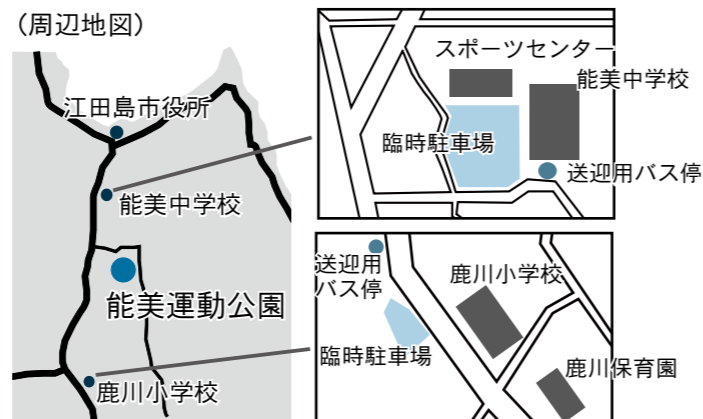 （周辺地図）
江田島市役所
能美中学校
能美運動公園
鹿川小学校
スポーツセンター
能美中学校
臨時駐車場
送迎用バス停
送迎用
バス停
鹿川小学校
臨時駐車場
鹿川保育園